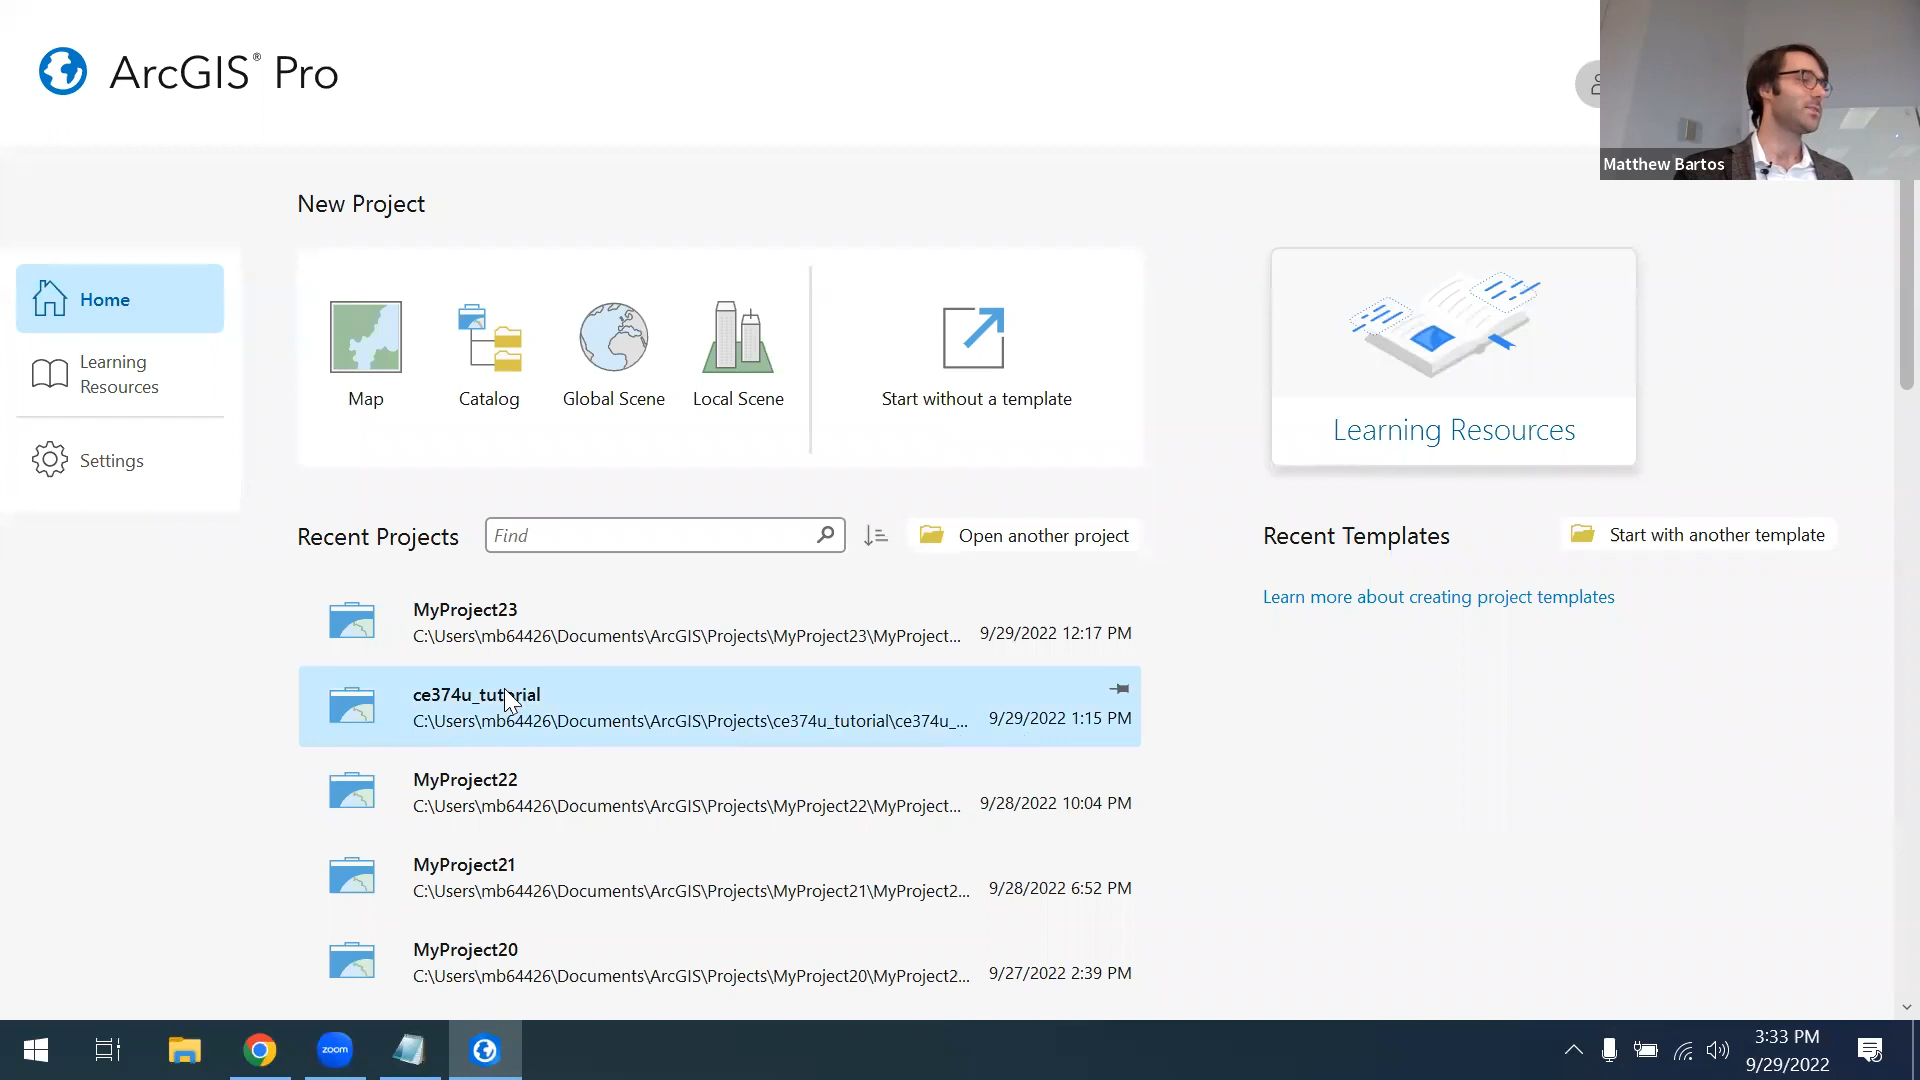 ArcGIS® Pro
Matthew Bartos
New Project
Home
Learning
Resources
Settings
Map
Catalog
Global Scene
Local Scene
Start without a template
Learning Resources
Recent Projects
Find
Open another project
Recent Templates
Start with another template
Learn more about creating project templates
MyProject23
C:\Users\mb64426\Documents\ArcGIS\Projects\MyProject23\MyProject...
9/29/2022 12:17 PM
ce374u_tutorial
C:\Users\mb64426\Documents\ArcGIS\Projects\ce374u_tutorial\ce374u_...
9/29/2022 1:15 PM
MyProject22
C:\Users\mb64426\Documents\ArcGIS\Projects\MyProject22\MyProject...
9/28/2022 10:04 PM
MyProject21
C:\Users\mb64426\Documents\ArcGIS\Projects\MyProject21\MyProject2...
9/28/2022 6:52 PM
MyProject20
C:\Users\mb64426\Documents\ArcGIS\Projects\MyProject20\MyProject2...
9/27/2022 2:39 PM
zoom
3:33 PM
9/29/2022